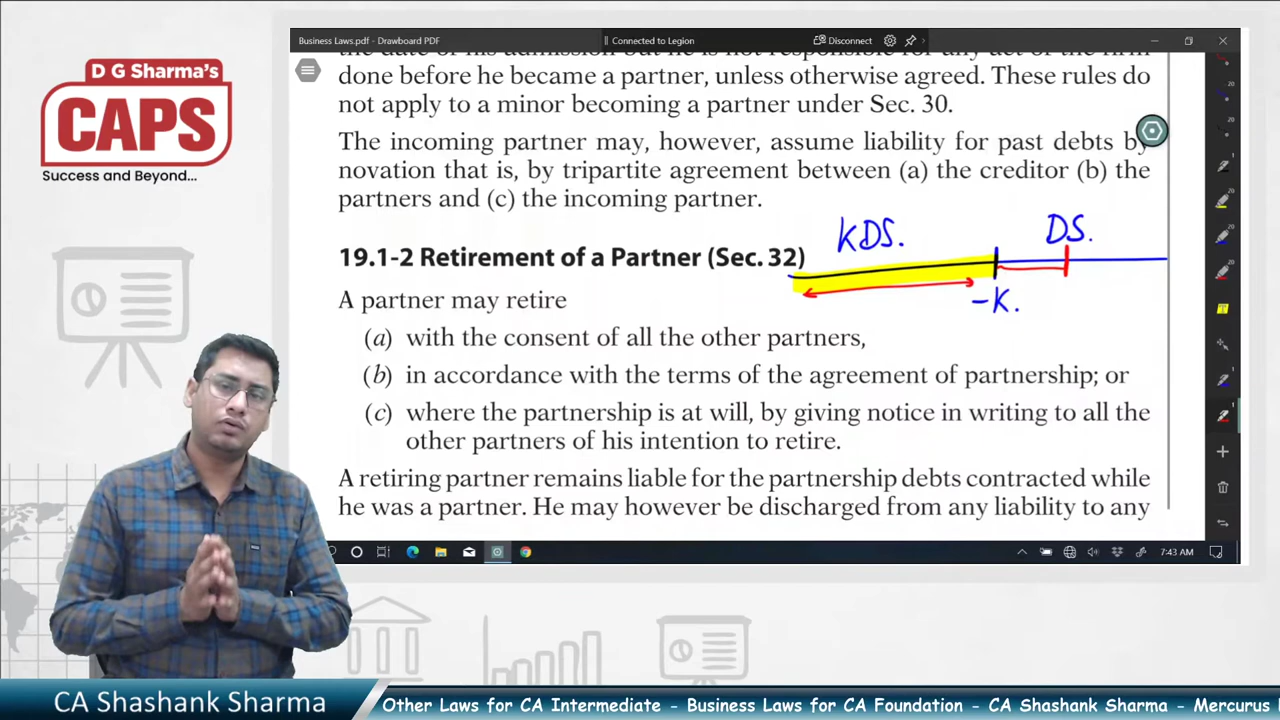 D G Sharma's
CAPS
Success and Beyond...
Business Laws.pdf - Drawboard PDF
Connected to Legion
Disconnect
done before he became a partner, unless otherwise agreed. These rules do
not apply to a minor becoming a partner under Sec. 30.
The incoming partner may, however, assume liability for past debts by
novation that is, by tripartite agreement between (a) the creditor (b) the
partners and (c) the incoming partner.
KDS.
DS.
19.1-2 Retirement of a Partner (Sec. 32)
-K.
A partner may retire
(a) with the consent of all the other partners,
(b) in accordance with the terms of the agreement of partnership; or
(c) where the partnership is at will, by giving notice in writing to all the
other partners of his intention to retire.
A retiring partner remains liable for the partnership debts contracted while
he was a partner. He may however be discharged from any liability to any
7:43 AM
CA Shashank Sharma
Other Laws for CA Intermediate - Business Laws for CA Foundation - CA Shashank Sharma - Mercurus